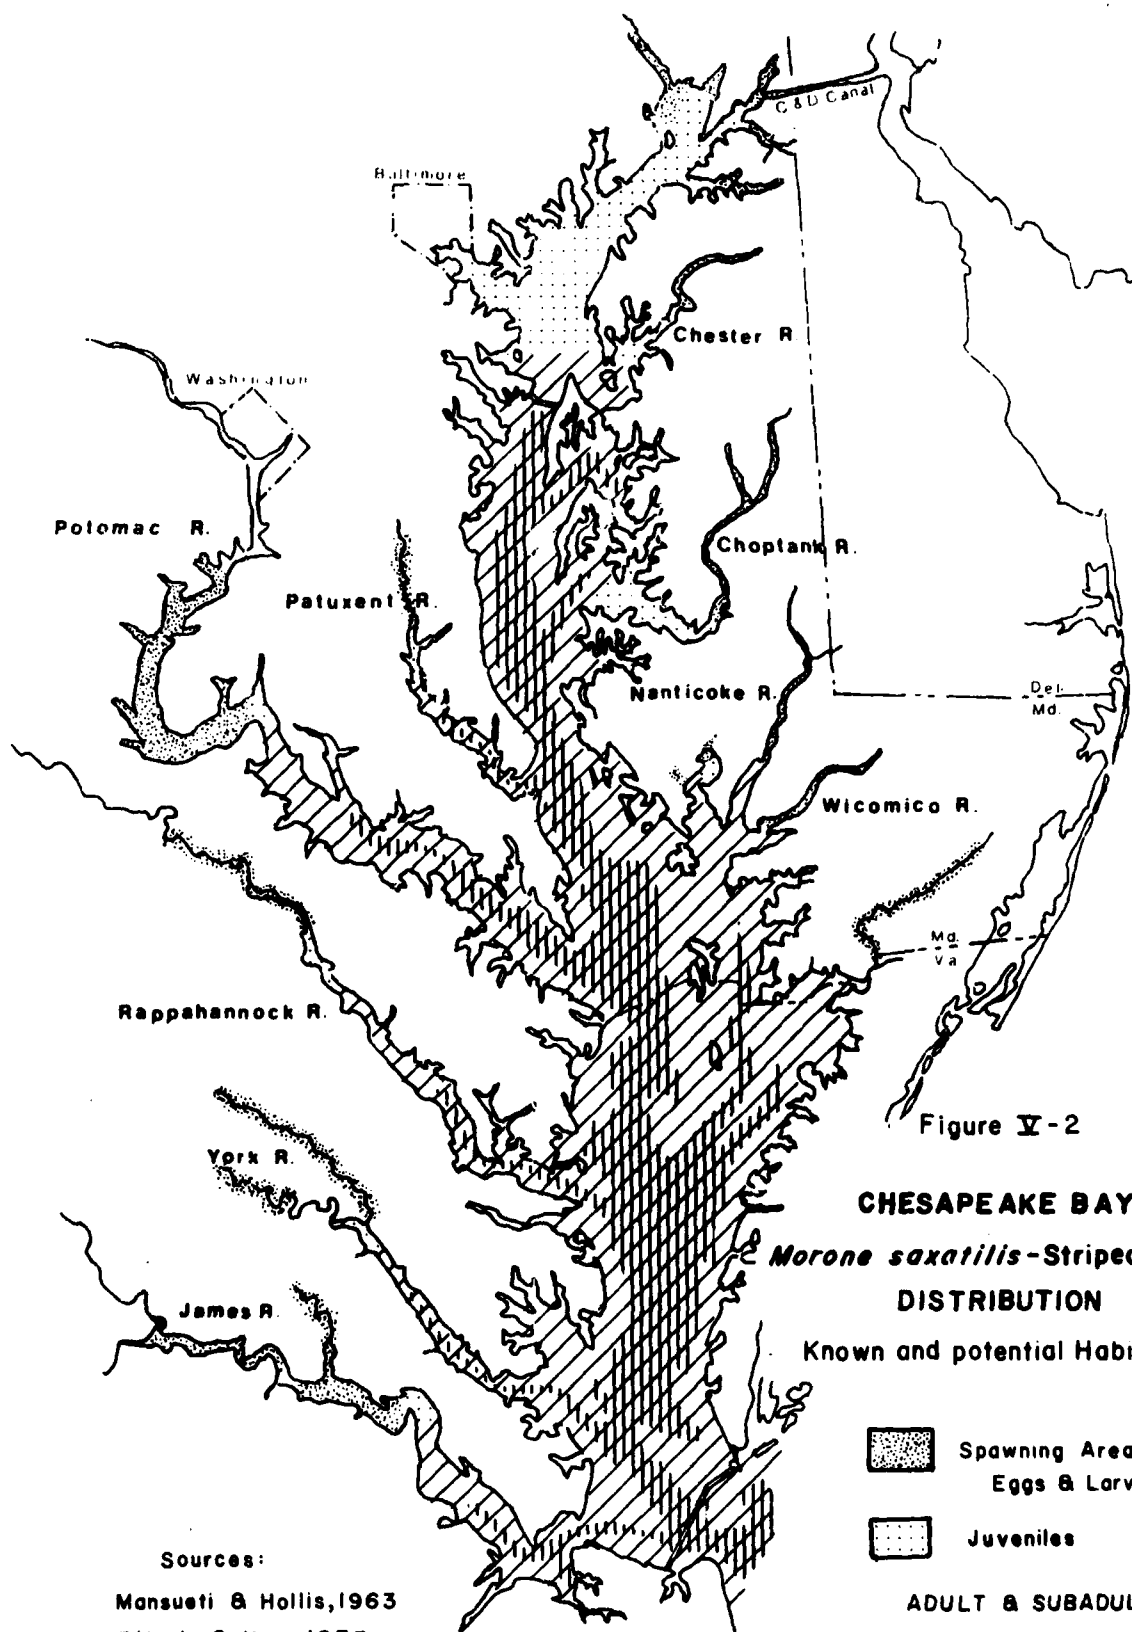 C & D Canal
Baltimore
Chester R.
Washington
Potomac R.
Choptank R.
Patuxent R.
Nanticoke R.
Del.
Md.
Wicomico R.
Md.
Va.
Rappahannock R.
Figure V-2
York R.
CHESAPEAKE BAY
Morone saxatilis-Striped
DISTRIBUTION
James R.
Known and potential Habi
Spawning Area
Eggs & Larv
Juveniles
Sources:
Mansueti & Hollis, 1963
ADULT & SUBADUL